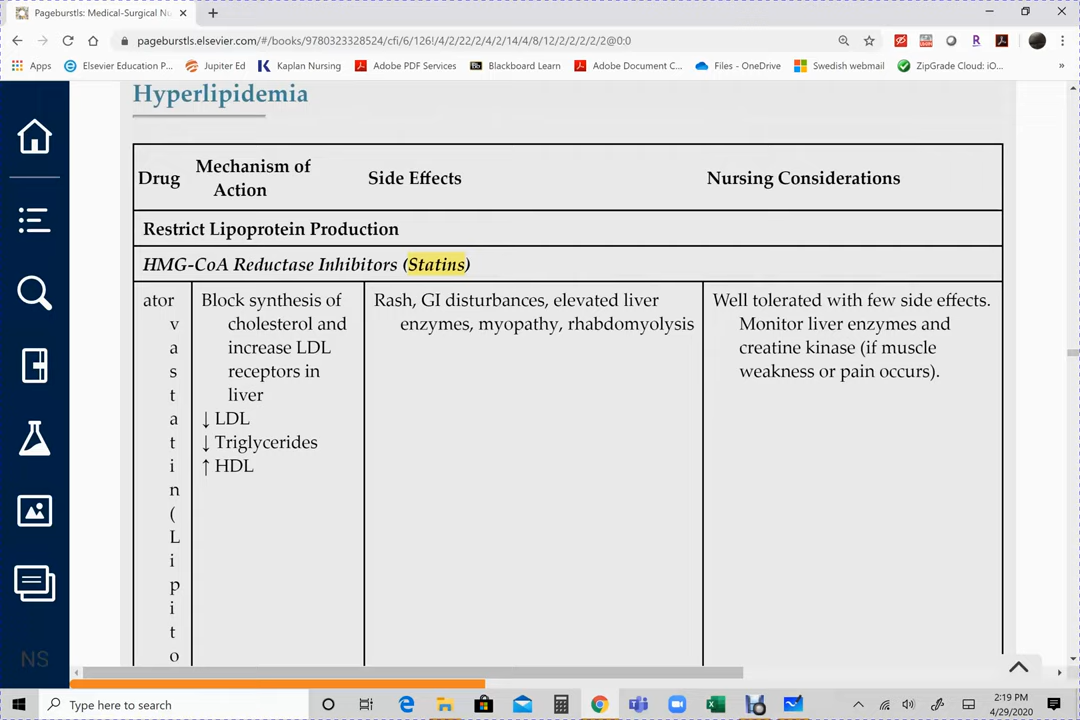 Pageburstls: Medical-Surgical Nu
pageburstls.elsevier.com/#/books/9780323328524/cfi/6/126!/4/2/22/2/4/2/14/4/8/12/2/2/2/2/2@0:0
Apps Elsevier Education P... Jupiter Ed Kaplan Nursing Adobe PDF Services Blackboard Learn Adobe Document C... Files - OneDrive Swedish webmail ZipGrade Cloud: iO... »
Hyperlipidemia
Drug Mechanism of Action Side Effects Nursing Considerations
Restrict Lipoprotein Production
HMG-CoA Reductase Inhibitors (Statins)
ator
v
a
s
t
a
t
i
n
(
L
i
p
i
t
o
Block synthesis of
cholesterol and
increase LDL
receptors in
liver
↓ LDL
↓ Triglycerides
↑ HDL
Rash, GI disturbances, elevated liver
enzymes, myopathy, rhabdomyolysis
Well tolerated with few side effects.
Monitor liver enzymes and
creatine kinase (if muscle
weakness or pain occurs).
NS
Type here to search
2:19 PM
4/29/2020